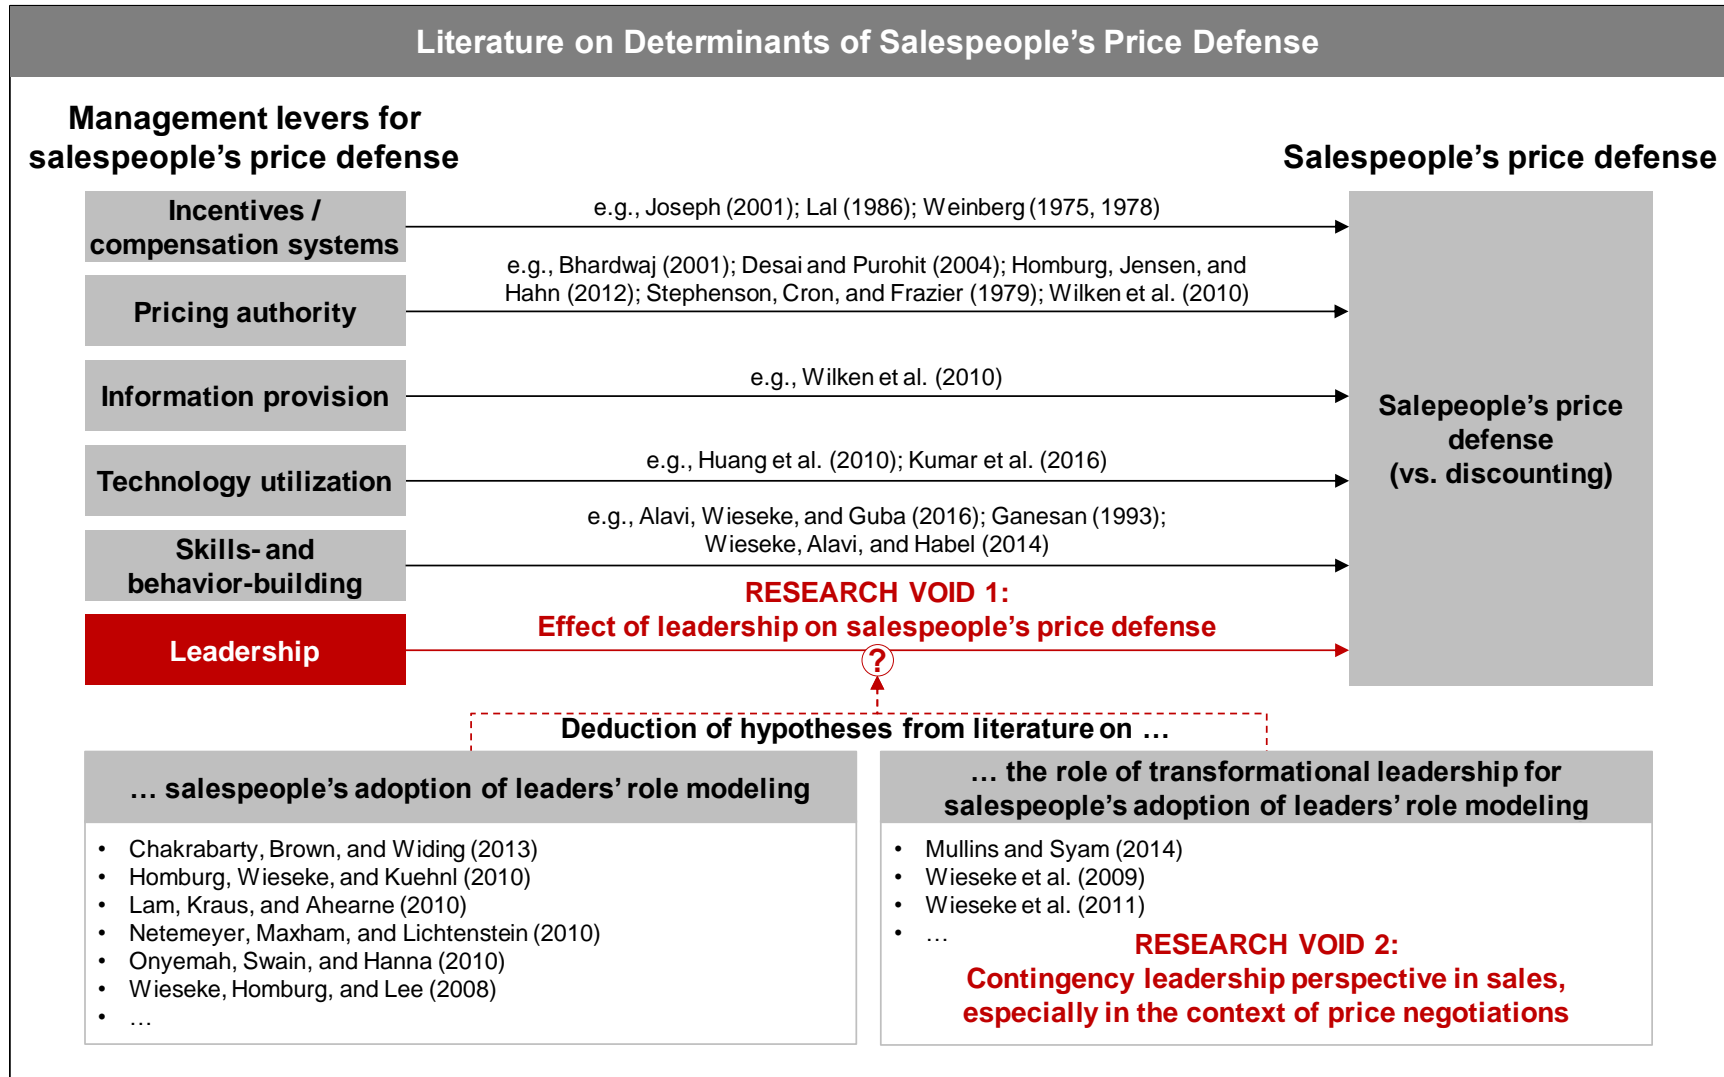 Literature on Determinants of Salespeople’s Price Defense
Management levers for
salespeople’s price defense
Salespeople’s price defense
Incentives /
compensation systems
e.g., Joseph (2001); Lal (1986); Weinberg (1975, 1978)
Pricing authority
e.g., Bhardwaj (2001); Desai and Purohit (2004); Homburg, Jensen, and
Hahn (2012); Stephenson, Cron, and Frazier (1979); Wilken et al. (2010)
Information provision
e.g., Wilken et al. (2010)
Technology utilization
e.g., Huang et al. (2010); Kumar et al. (2016)
Skills- and
behavior-building
e.g., Alavi, Wieseke, and Guba (2016); Ganesan (1993);
Wieseke, Alavi, and Habel (2014)
Leadership
RESEARCH VOID 1:
Effect of leadership on salespeople’s price defense
?
Salepeople’s price
defense
(vs. discounting)
Deduction of hypotheses from literature on …
… salespeople’s adoption of leaders’ role modeling
• Chakrabarty, Brown, and Widing (2013)
• Homburg, Wieseke, and Kuehnl (2010)
• Lam, Kraus, and Ahearne (2010)
• Netemeyer, Maxham, and Lichtenstein (2010)
• Onyemah, Swain, and Hanna (2010)
• Wieseke, Homburg, and Lee (2008)
• …
… the role of transformational leadership for
salespeople’s adoption of leaders’ role modeling
• Mullins and Syam (2014)
• Wieseke et al. (2009)
• Wieseke et al. (2011)
• …
RESEARCH VOID 2:
Contingency leadership perspective in sales,
especially in the context of price negotiations